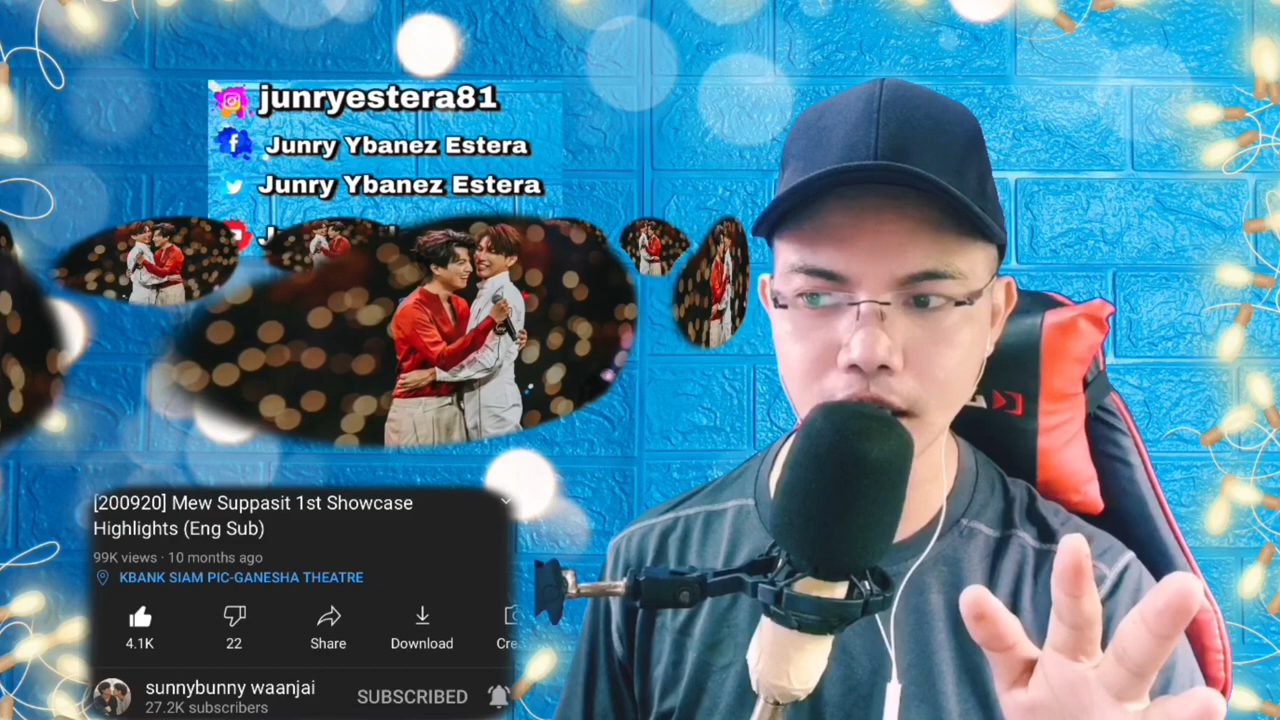 junryestera81
Junry Ybanez Estera
Junry Ybanez Estera
[200920] Mew Suppasit 1st Showcase
Highlights (Eng Sub)
99K views · 10 months ago
KBANK SIAM PIC-GANESHA THEATRE
4.1K
22
Share
Download
Cre
sunnybunny waanjai
27.2K subscribers
SUBSCRIBED